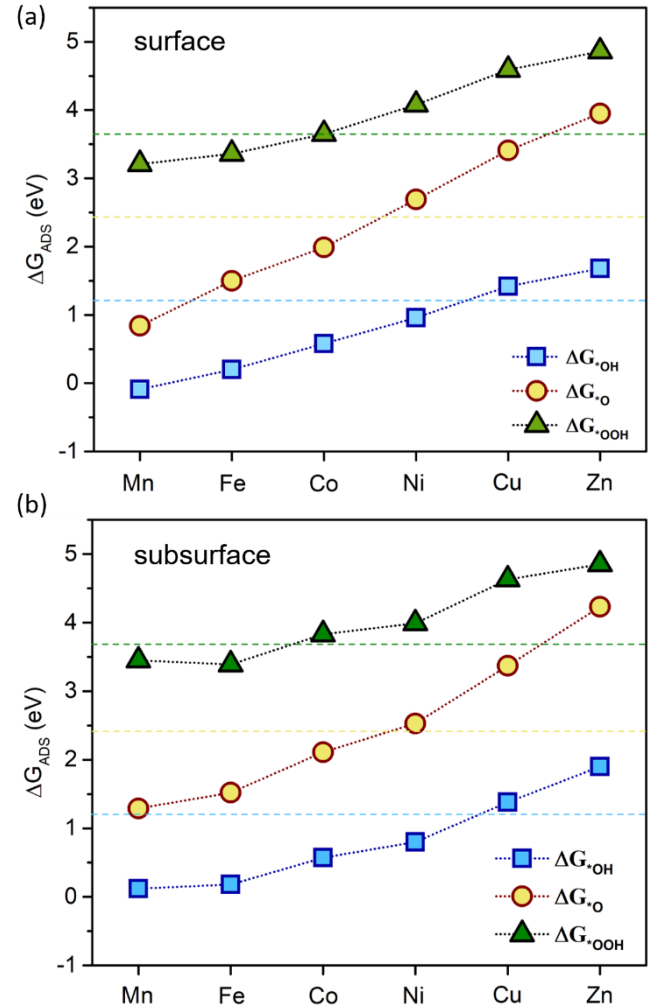 (a)
surface
5
4
3
2
1
0
-1
ΔG_ADS (eV)
ΔG_*OH
ΔG_*O
ΔG_*OOH
Mn Fe Co Ni Cu Zn
(b)
subsurface
5
4
3
2
1
0
-1
ΔG_ADS (eV)
ΔG_*OH
ΔG_*O
ΔG_*OOH
Mn Fe Co Ni Cu Zn